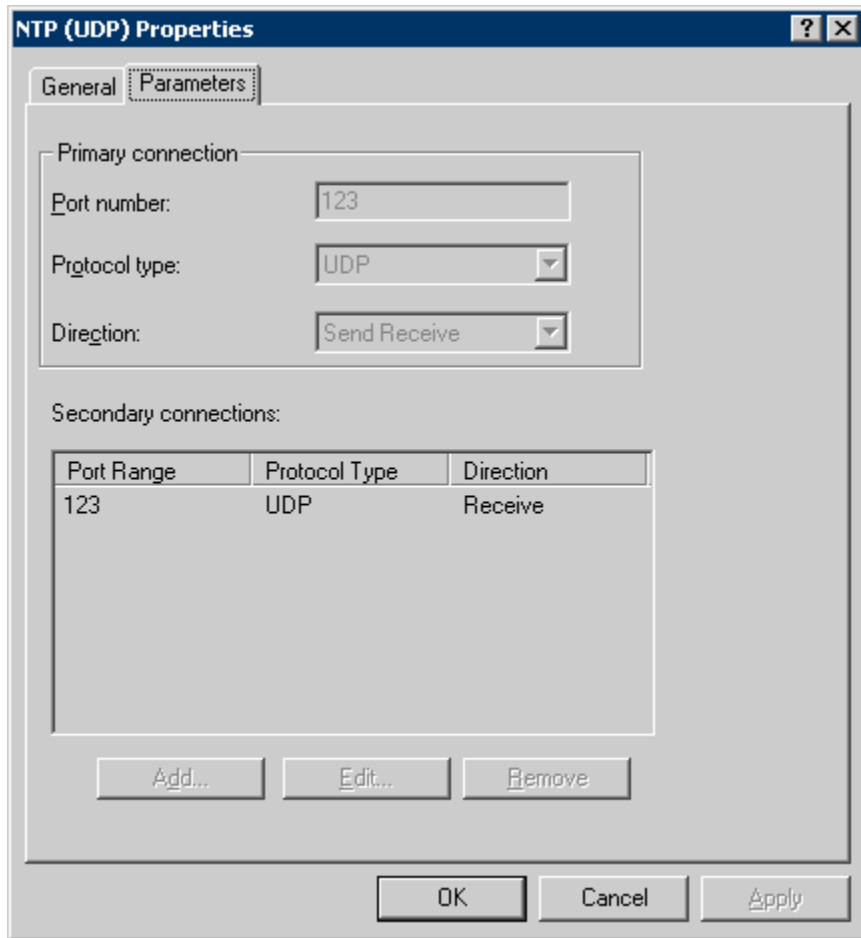 NTP (UDP) Properties
General Parameters
Primary connection
Port number: 123
Protocol type: UDP
Direction: Send Receive
Secondary connections:
Port Range Protocol Type Direction
123 UDP Receive
Add... Edit... Remove
OK Cancel Apply